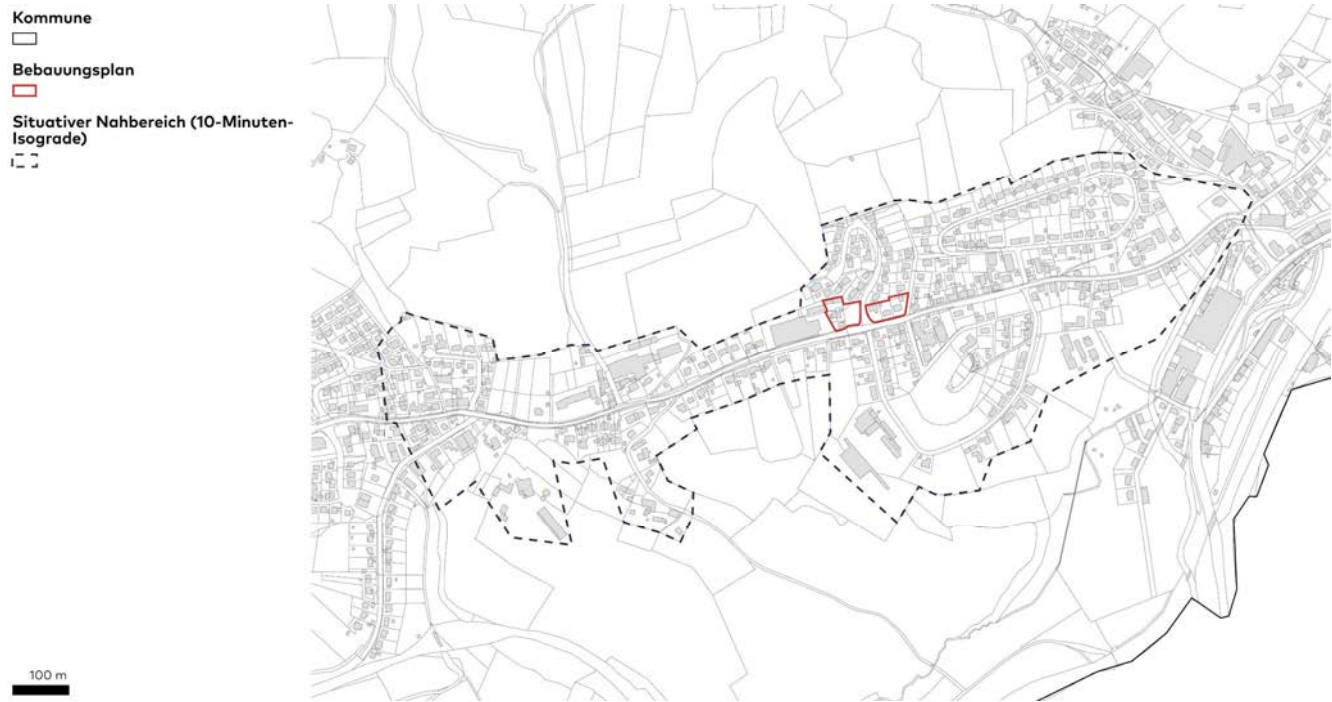 Kommune
Bebauungsplan
Situativer Nahbereich (10-Minuten-
Isograde)
100 m